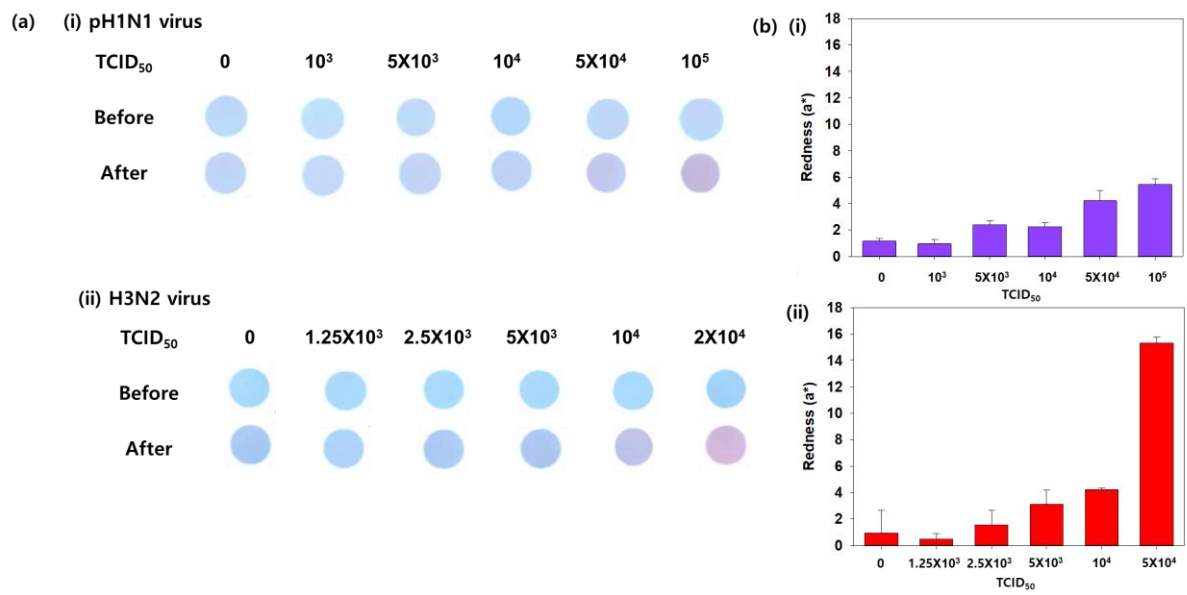 (a) (i) pH1N1 virus
TCID₅₀ 0 10³ 5X10³ 10⁴ 5X10⁴ 10⁵
Before
After
(ii) H3N2 virus
TCID₅₀ 0 1.25X10³ 2.5X10³ 5X10³ 10⁴ 2X10⁴
Before
After
(b) (i)
Redness (a*)
18
16
14
12
10
8
6
4
2
0
0 10³ 5X10³ 10⁴ 5X10⁴ 10⁵
TCID₅₀
(ii)
Redness (a*)
18
16
14
12
10
8
6
4
2
0
0 1.25X10³ 2.5X10³ 5X10³ 10⁴ 5X10⁴
TCID₅₀